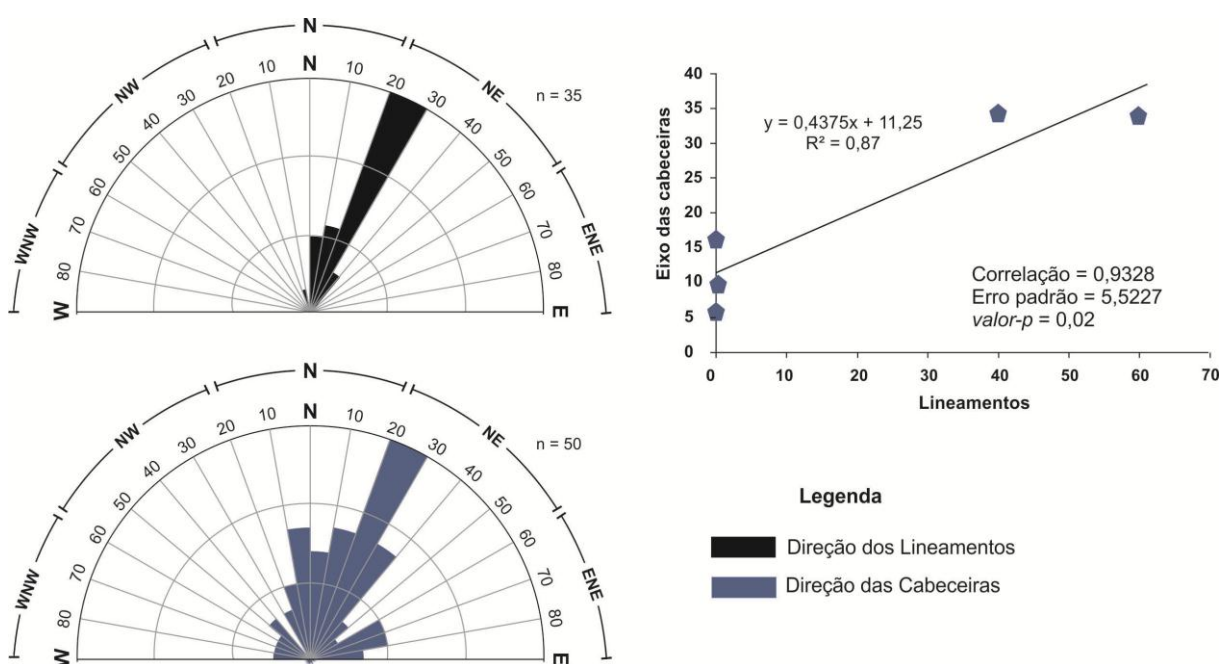 N
NW
NE
WNW
ENE
N
10
20
30
40
50
60
70
80
W
10
20
30
40
50
60
70
80
E
n = 35
N
NW
NE
WNW
ENE
N
10
20
30
40
50
60
70
80
W
10
20
30
40
50
60
70
80
E
n = 50
Eixo das cabeceiras
40
35
30
25
20
15
10
5
0
y = 0,4375x + 11,25
R² = 0,87
Correlação = 0,9328
Erro padrão = 5,5227
valor-p = 0,02
0 10 20 30 40 50 60 70
Lineamentos
Legenda
Direção dos Lineamentos
Direção das Cabeceiras